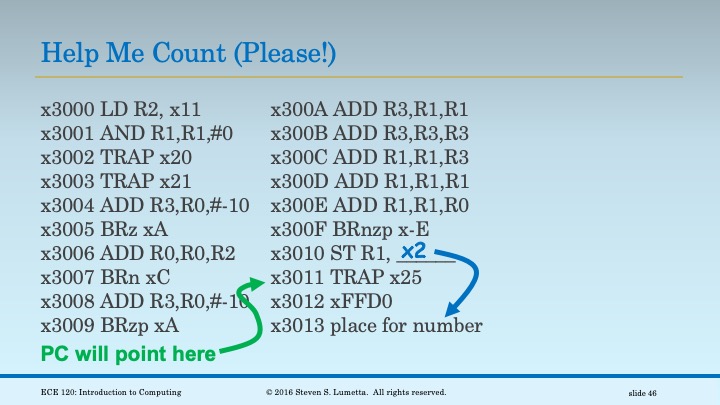 Help Me Count (Please!)
x3000 LD R2, x11
x3001 AND R1,R1,#0
x3002 TRAP x20
x3003 TRAP x21
x3004 ADD R3,R0,#-10
x3005 BRz xA
x3006 ADD R0,R0,R2
x3007 BRn xC
x3008 ADD R3,R0,#-10
x3009 BRzp xA
PC will point here
x300A ADD R3,R1,R1
x300B ADD R3,R3,R3
x300C ADD R1,R1,R3
x300D ADD R1,R1,R1
x300E ADD R1,R1,R0
x300F BRnzp x-E
x3010 ST R1, x2
x3011 TRAP x25
x3012 xFFD0
x3013 place for number
ECE 120: Introduction to Computing
© 2016 Steven S. Lumetta. All rights reserved.
slide 46